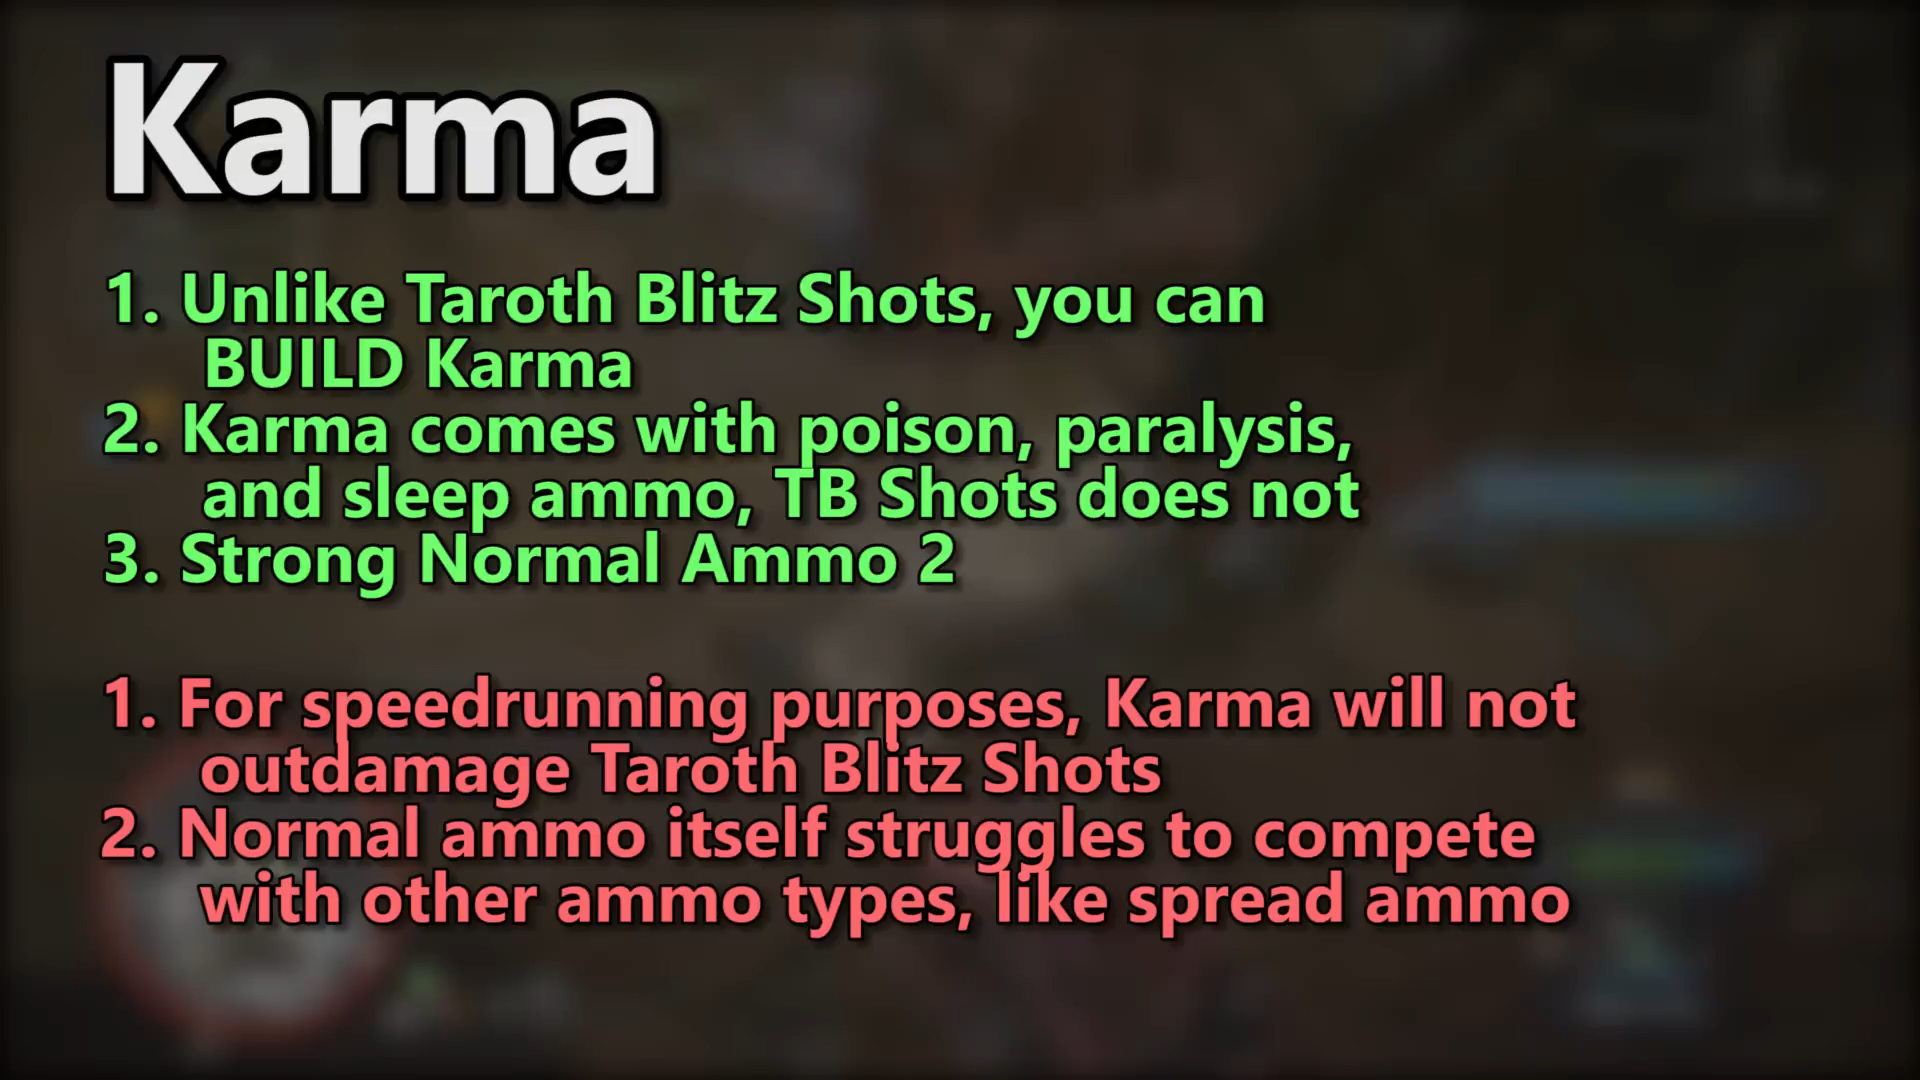 Karma
1. Unlike Taroth Blitz Shots, you can
BUILD Karma
2. Karma comes with poison, paralysis,
and sleep ammo, TB Shots does not
3. Strong Normal Ammo 2
1. For speedrunning purposes, Karma will not
outdamage Taroth Blitz Shots
2. Normal ammo itself struggles to compete
with other ammo types, like spread ammo